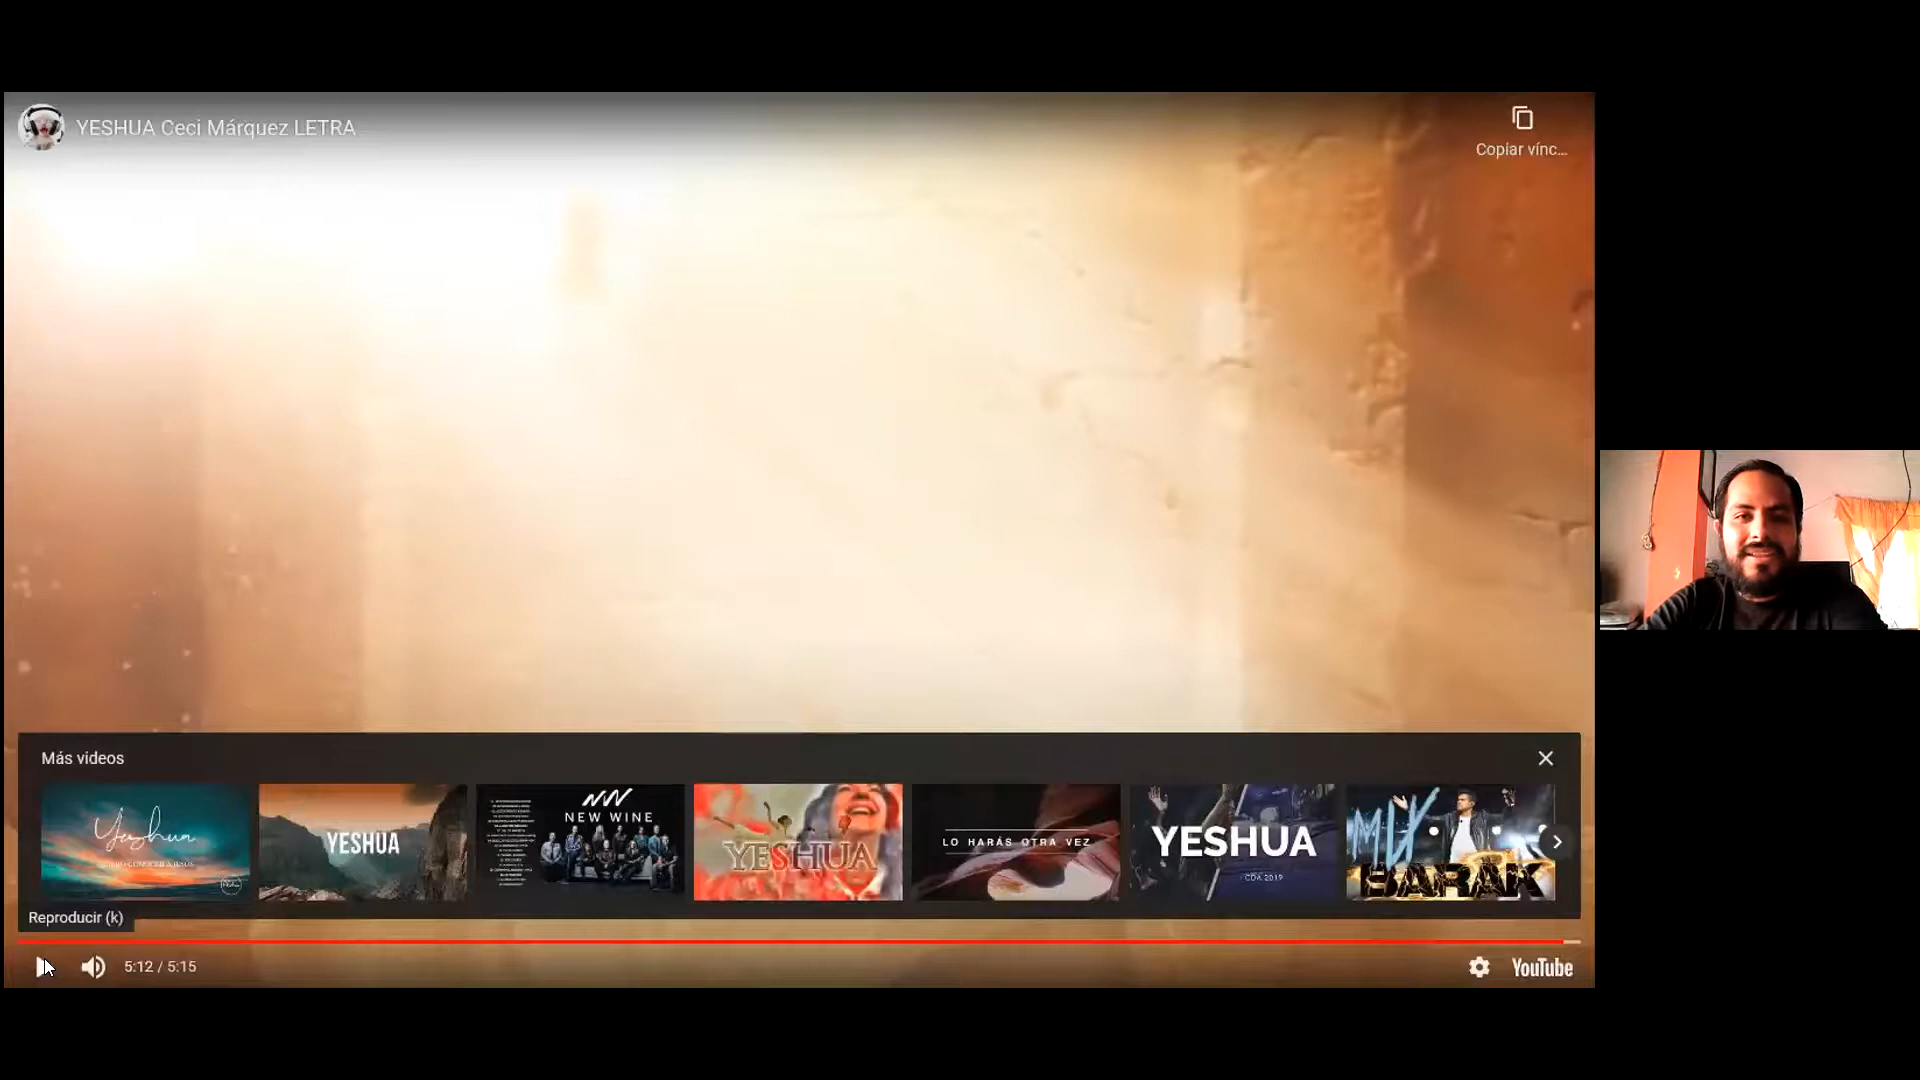 YESHUA Ceci Márquez LETRA
Copiar vínc...
Más videos
Yeshua
YESHUA
NEW WINE
YESHUA
LO HARÁS OTRA VEZ
YESHUA
CDA 2019
BARAK
Reproducir (k)
5:12 / 5:15
YouTube